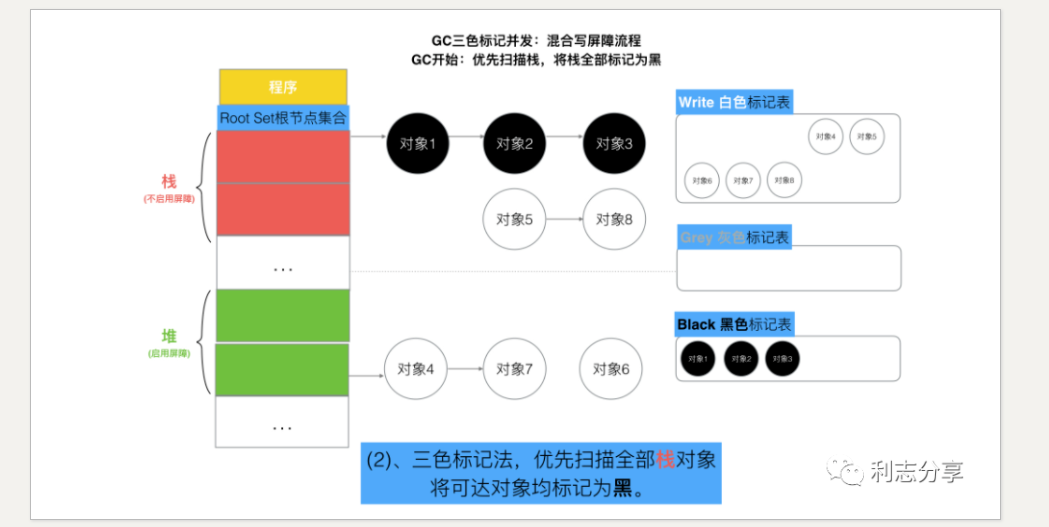 GC三色标记并发：混合写屏障流程
GC开始：优先扫描栈，将栈全部标记为黑
程序
Root Set根节点集合
栈
(不启用屏障)
...
堆
(启用屏障)
...
对象1
对象2
对象3
对象5
对象8
对象4
对象7
对象6
Write 白色标记表
对象4
对象5
对象6
对象7
对象8
Grey 灰色标记表
Black 黑色标记表
对象1
对象2
对象3
(2)、三色标记法，优先扫描全部栈对象
将可达对象均标记为黑。
利志分享